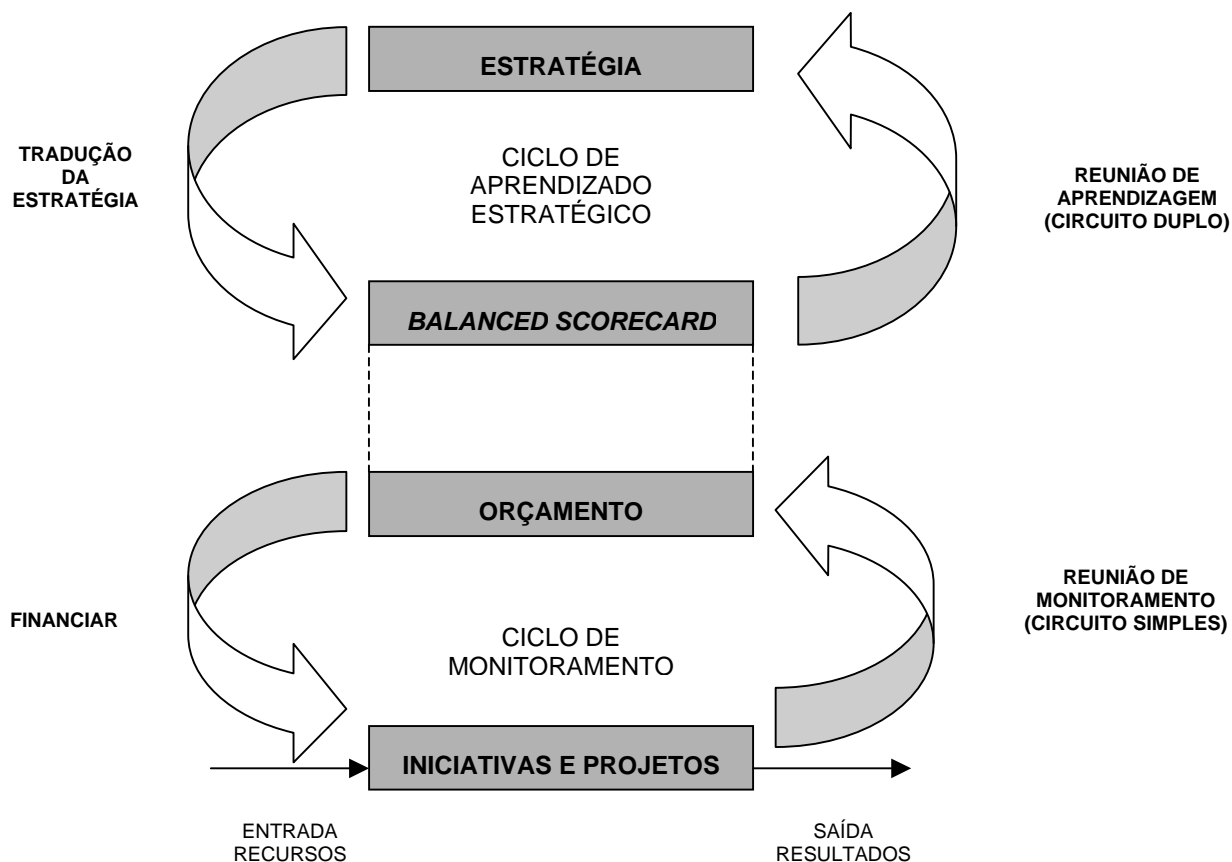 ESTRATÉGIA
TRADUÇÃO
DA
ESTRATÉGIA
CICLO DE
APRENDIZADO
ESTRATÉGICO
REUNIÃO DE
APRENDIZAGEM
(CIRCUITO DUPLO)
BALANCED SCORECARD
ORÇAMENTO
FINANCIAR
CICLO DE
MONITORAMENTO
REUNIÃO DE
MONITORAMENTO
(CIRCUITO SIMPLES)
INICIATIVAS E PROJETOS
ENTRADA
RECURSOS
SAÍDA
RESULTADOS